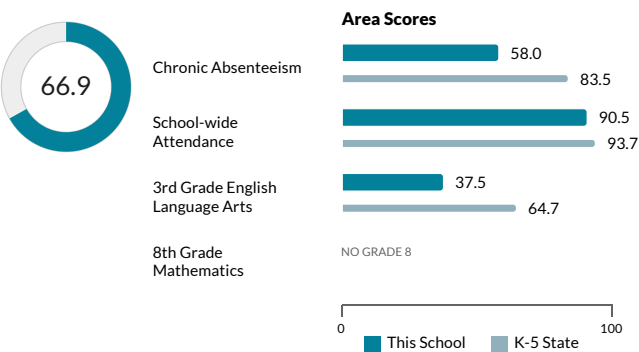 Area Scores
66.9
Chronic Absenteeism
58.0
83.5
School-wide
Attendance
90.5
93.7
3rd Grade English
Language Arts
37.5
64.7
8th Grade
Mathematics
NO GRADE 8
0
100
This School
K-5 State